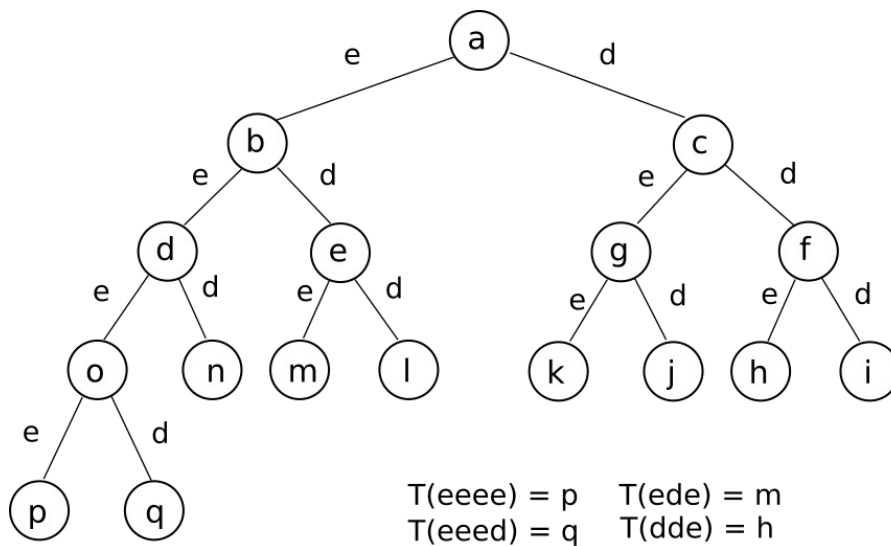 a
e d
b c
e d e d
d e g f
e d e d e d e d
o n m l k j h i
e d
p q
T(eeee) = p T(ede) = m
T(eeed) = q T(dde) = h